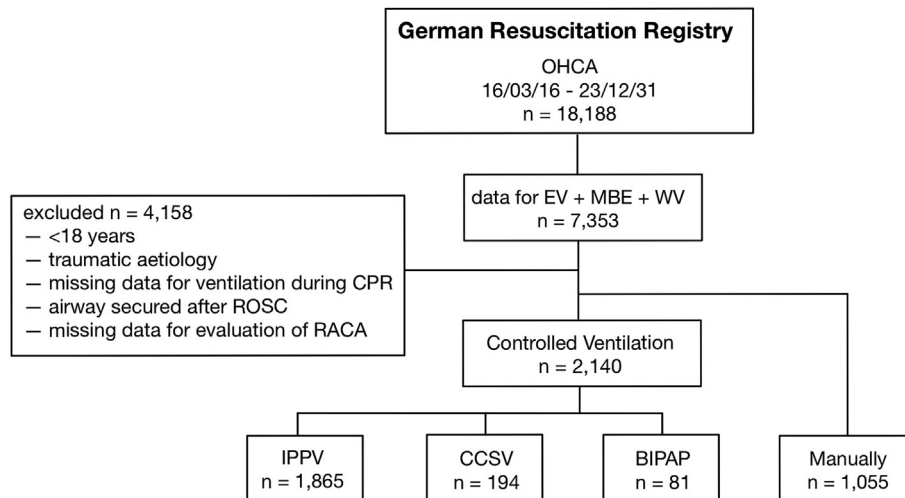 German Resuscitation Registry
OHCA
16/03/16 - 23/12/31
n = 18,188
data for EV + MBE + WV
n = 7,353
excluded n = 4,158
— <18 years
— traumatic aetiology
— missing data for ventilation during CPR
— airway secured after ROSC
— missing data for evaluation of RACA
Controlled Ventilation
n = 2,140
IPPV
n = 1,865
CCSV
n = 194
BIPAP
n = 81
Manually
n = 1,055